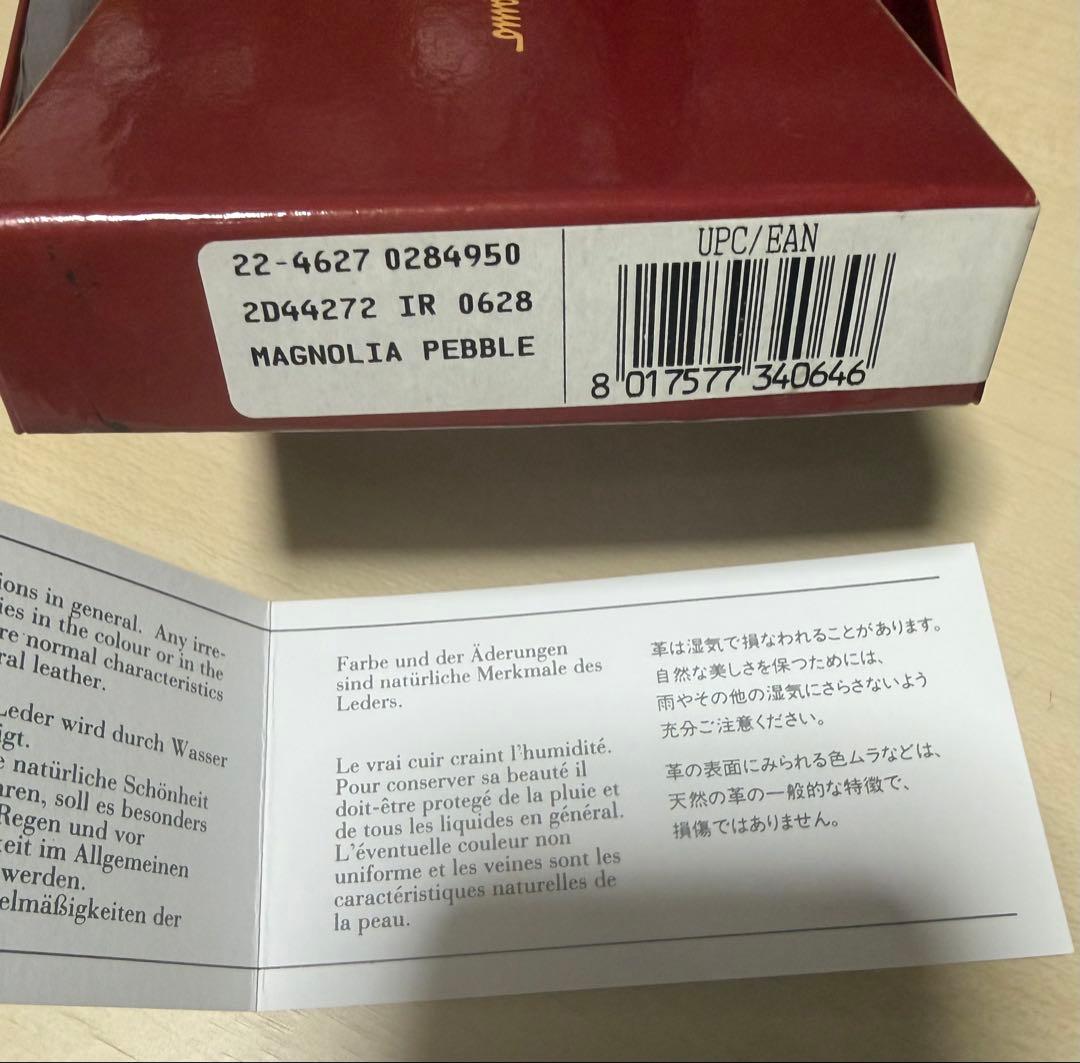 22-4627 0284950
2D44272 IR 0628
MAGNOLIA PEBBLE
UPC/EAN
8 017577 340646
ions in general. Any irre-
ies in the colour or in the
re normal characteristics
ral leather.
Leder wird durch Wasser
igt.
e natürliche Schönheit
aren, soll es besonders
Regen und vor
keit im Allgemeinen
werden.
elmäßigkeiten der
Farbe und der Äderungen
sind natürliche Merkmale des
Leders.
Le vrai cuir craint l'humidité.
Pour conserver sa beauté il
doit-être protegé de la pluie et
de tous les liquides en général.
L'éventuelle couleur non
uniforme et les veines sont les
caractéristiques naturelles de
la peau.
革は湿気で損なわれることがあります。
自然な美しさを保つためには、
雨やその他の湿気にさらさないよう
充分ご注意ください。
革の表面にみられる色ムラなどは、
天然の革の一般的な特徴で、
損傷ではありません。